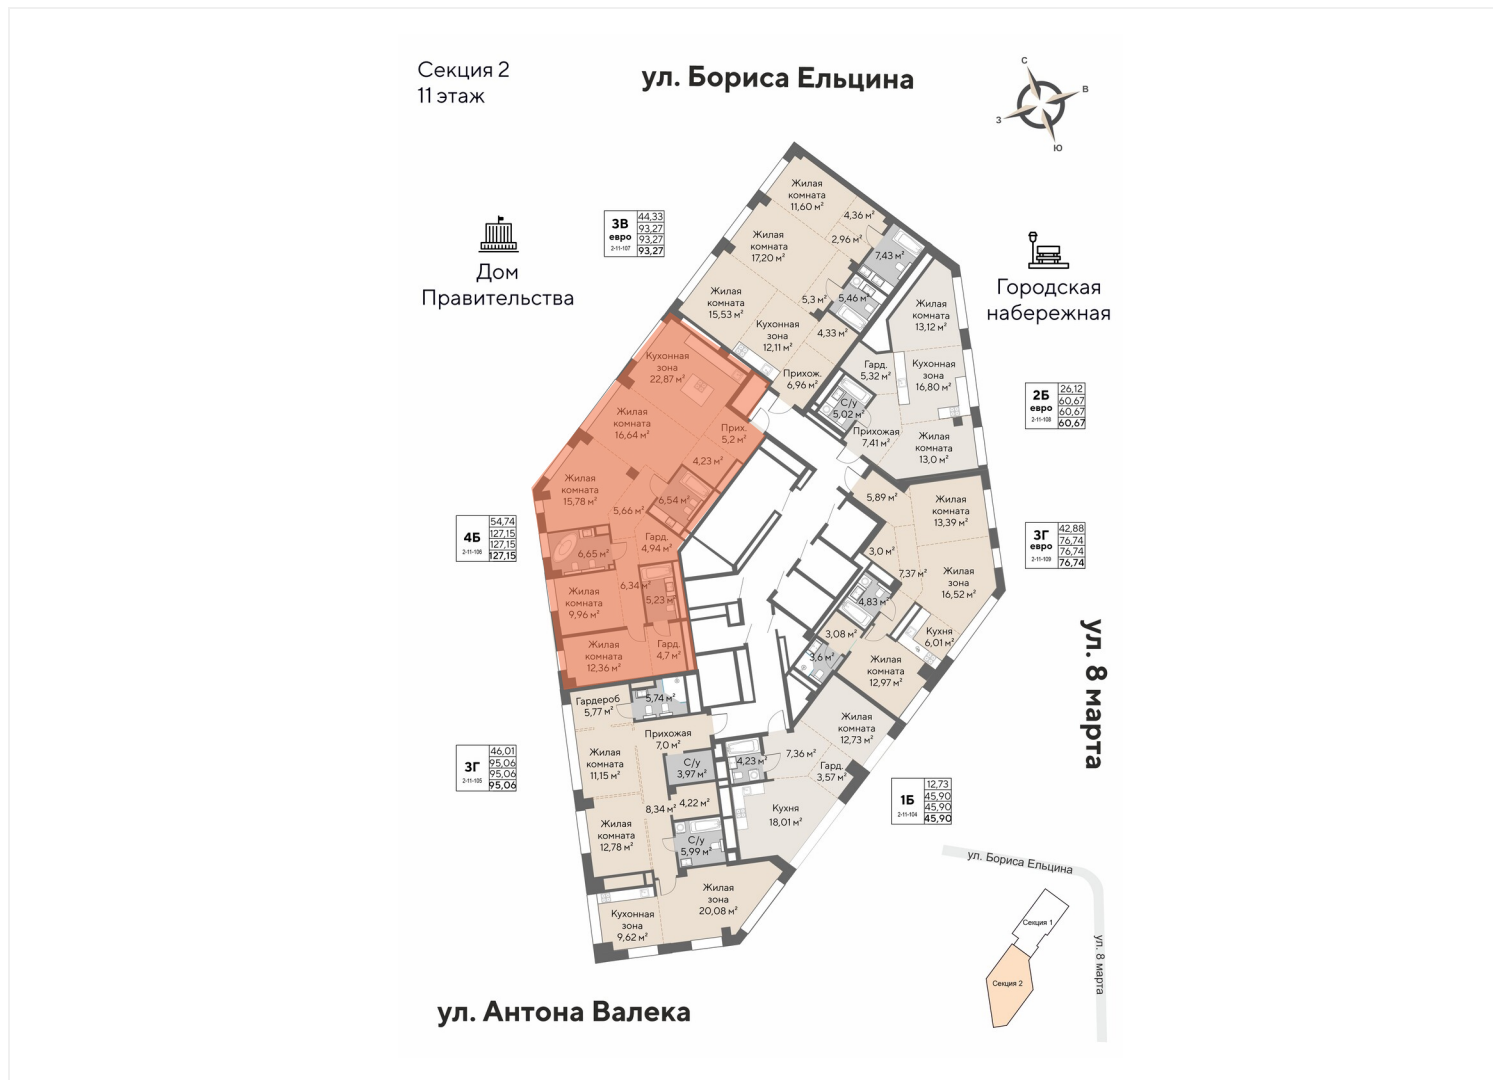 Секция 2
11 этаж
ул. Бориса Ельцина
С
В
З
Ю
Дом
Правительства
3В
евро
2-11-107
44,33
93,27
93,27
93,27
Городская
набережная
Жилая
комната
11,60 м²
4,36 м²
2,96 м²
7,43 м²
Жилая
комната
17,20 м²
5,3 м²
5,46 м²
Жилая
комната
15,53 м²
Кухонная
зона
12,11 м²
4,33 м²
Прихож.
6,96 м²
Жилая
комната
13,12 м²
Гард.
5,32 м²
Кухонная
зона
16,80 м²
С/у
5,02 м²
Прихожая
7,41 м²
Жилая
комната
13,0 м²
2Б
евро
2-11-108
26,12
60,67
60,67
60,67
Кухонная
зона
22,87 м²
Жилая
комната
16,64 м²
Прих.
5,2 м²
4,23 м²
Жилая
комната
15,78 м²
6,54 м²
5,66 м²
Гард.
4,94 м²
6,65 м²
6,34 м²
5,23 м²
Жилая
комната
9,96 м²
Жилая
комната
12,36 м²
Гард.
4,7 м²
4Б
2-11-106
54,74
127,15
127,15
127,15
5,89 м²
Жилая
комната
13,39 м²
3,0 м²
7,37 м²
Жилая
зона
16,52 м²
4,83 м²
3,08 м²
Кухня
6,01 м²
3,6 м²
Жилая
комната
12,97 м²
3Г
евро
2-11-109
42,88
76,74
76,74
76,74
ул. 8 марта
Гардероб
5,77 м²
5,74 м²
Прихожая
7,0 м²
Жилая
комната
11,15 м²
С/у
3,97 м²
8,34 м²
4,22 м²
Жилая
комната
12,78 м²
С/у
5,99 м²
Жилая
зона
20,08 м²
Кухонная
зона
9,62 м²
3Г
2-11-105
46,01
95,06
95,06
95,06
Жилая
комната
12,73 м²
4,23 м²
7,36 м²
Гард.
3,57 м²
Кухня
18,01 м²
1Б
2-11-104
12,73
45,90
45,90
45,90
ул. Бориса Ельцина
ул. 8 марта
Секция 1
Секция 2
ул. Антона Валека